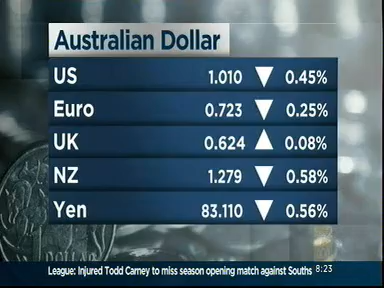 Australian Dollar
US 1.010 ▼ 0.45%
Euro 0.723 ▼ 0.25%
UK 0.624 ▲ 0.08%
NZ 1.279 ▼ 0.58%
Yen 83.110 ▼ 0.56%
League: Injured Todd Carney to miss season opening match against Souths 8:23